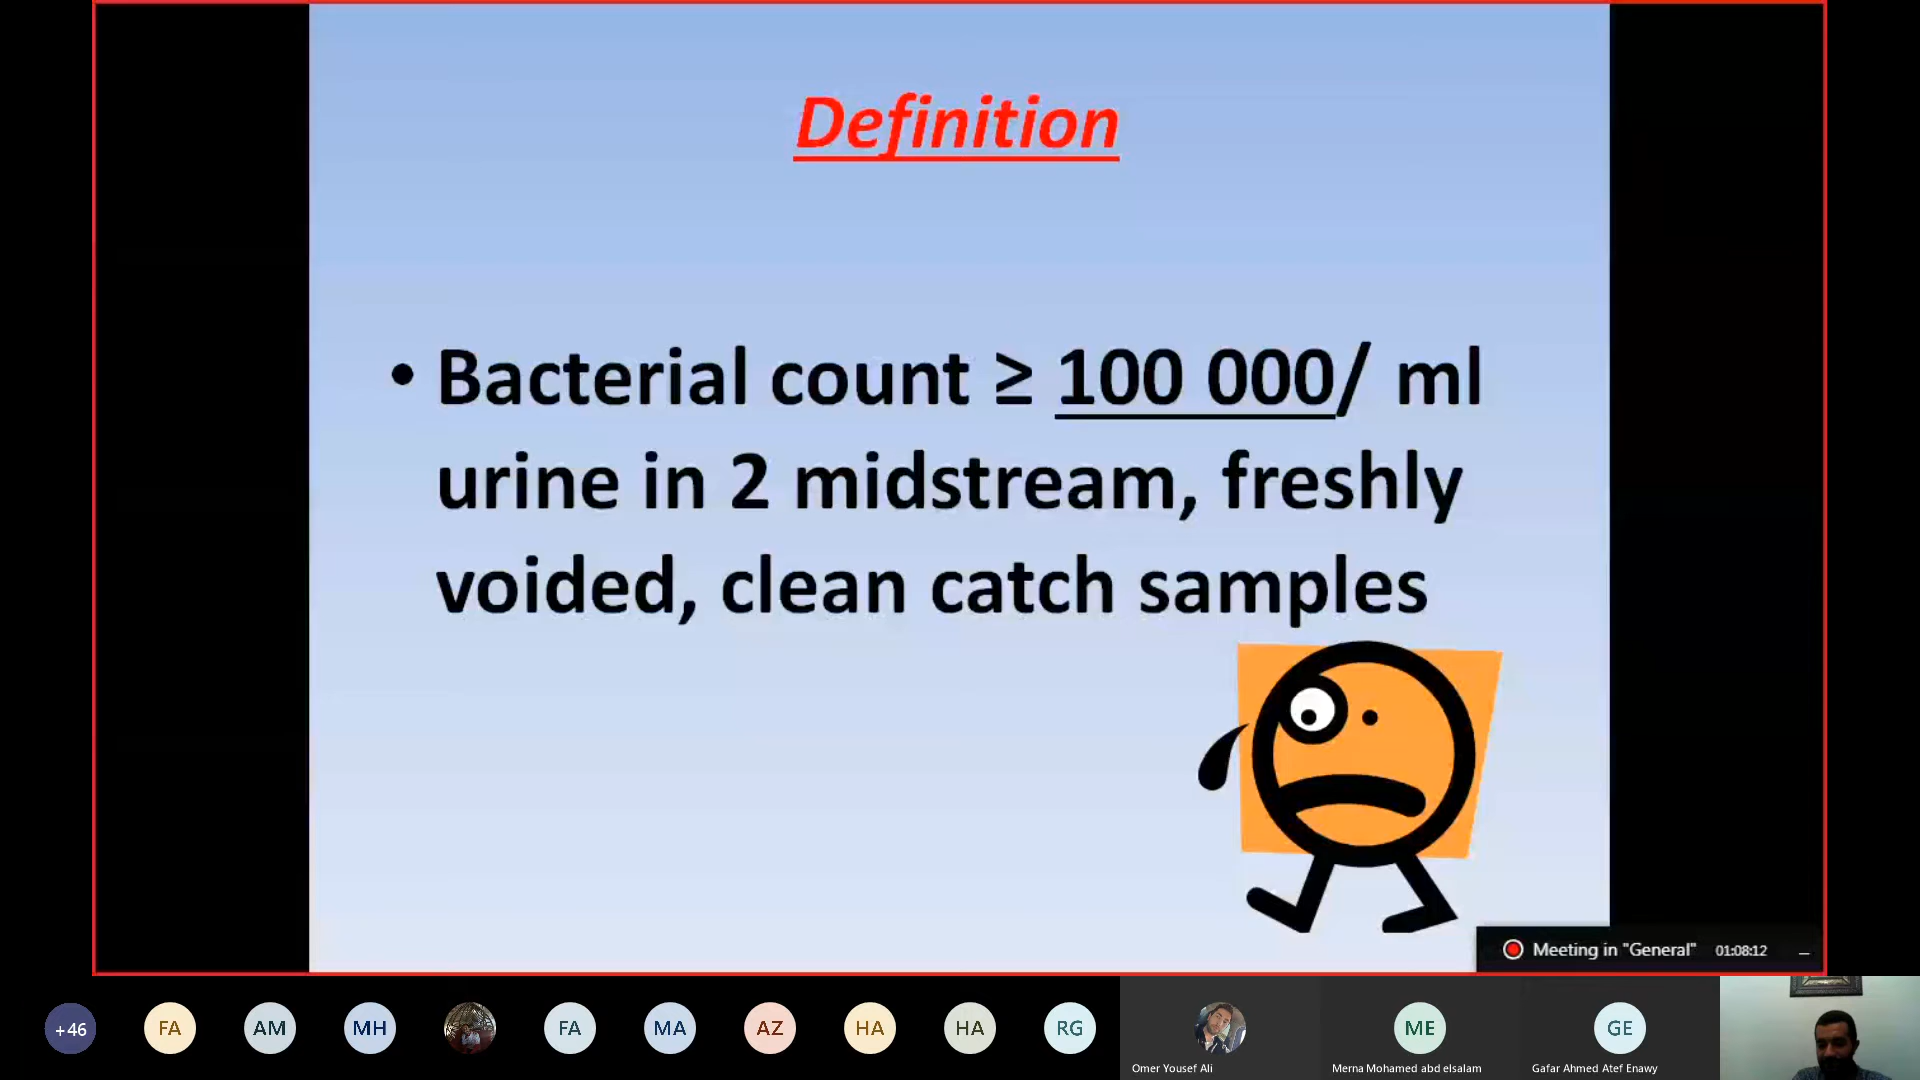 Definition
• Bacterial count ≥ 100 000/ ml
urine in 2 midstream, freshly
voided, clean catch samples
Meeting in "General" 01:08:12
+46 FA AM MH FA MA AZ HA HA RG ME GE
Omer Yousef Ali Merna Mohamed abd elsalam Gafar Ahmed Atef Enawy